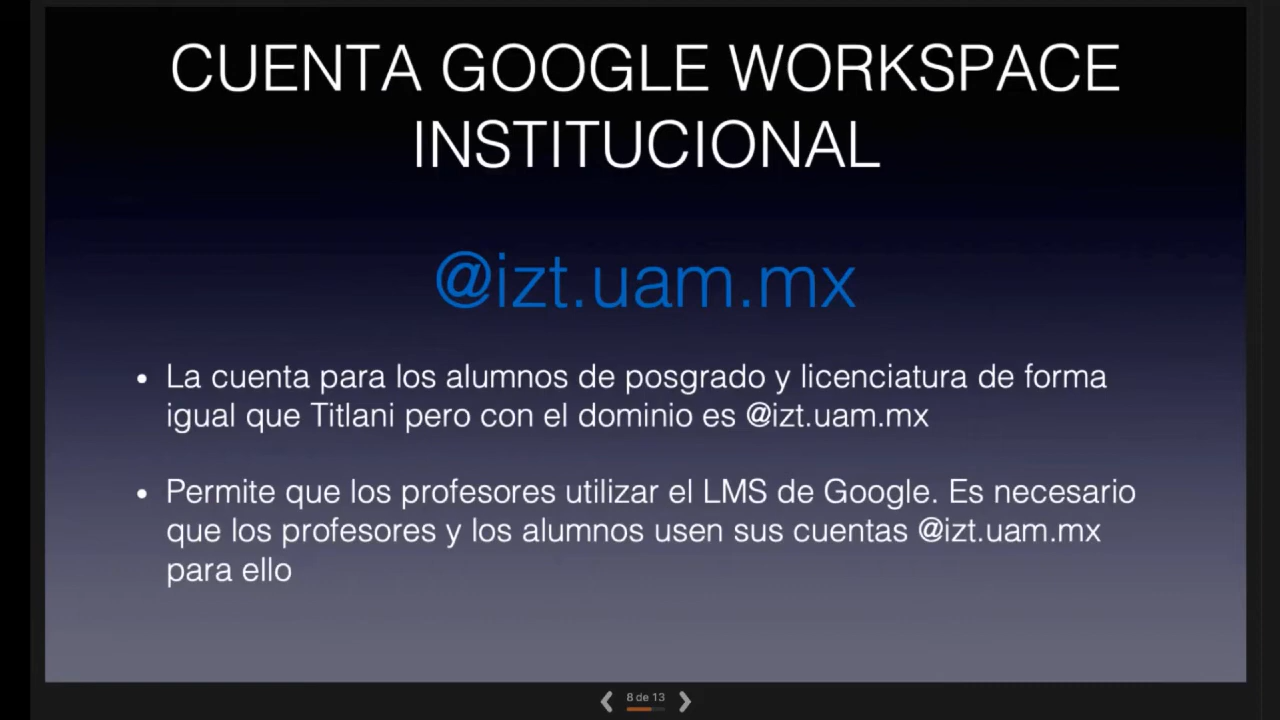 CUENTA GOOGLE WORKSPACE
INSTITUCIONAL
@izt.uam.mx
• La cuenta para los alumnos de posgrado y licenciatura de forma
igual que Titlani pero con el dominio es @izt.uam.mx
• Permite que los profesores utilizar el LMS de Google. Es necesario
que los profesores y los alumnos usen sus cuentas @izt.uam.mx
para ello
8 de 13